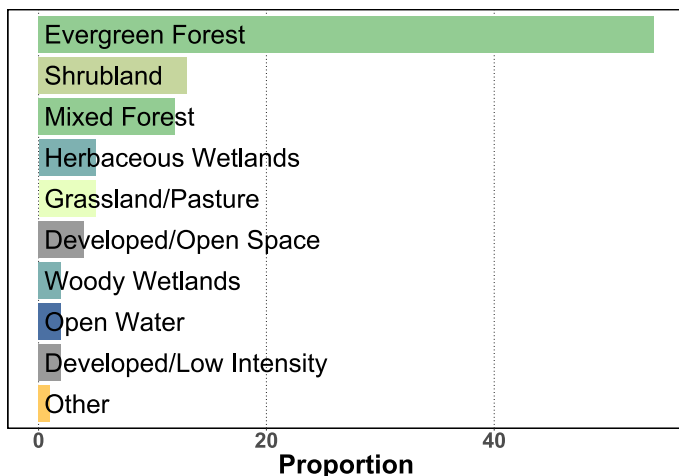 Evergreen Forest
Shrubland
Mixed Forest
Herbaceous Wetlands
Grassland/Pasture
Developed/Open Space
Woody Wetlands
Open Water
Developed/Low Intensity
Other
0 20 40
Proportion